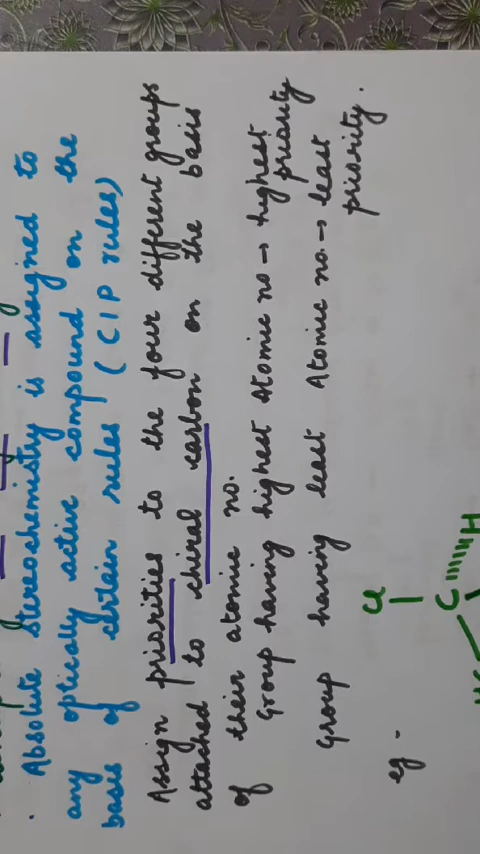 . Absolute stereochemistry is assigned to
any optically active compound on the
basis of certain rules (CIP rules)
Assign priorities to the four different groups
attached to chiral carbon on the basis
of their atomic no.
Group having highest atomic no → highest
priority
Group having least Atomic no. → least
priority.
eg -
Cl
C H